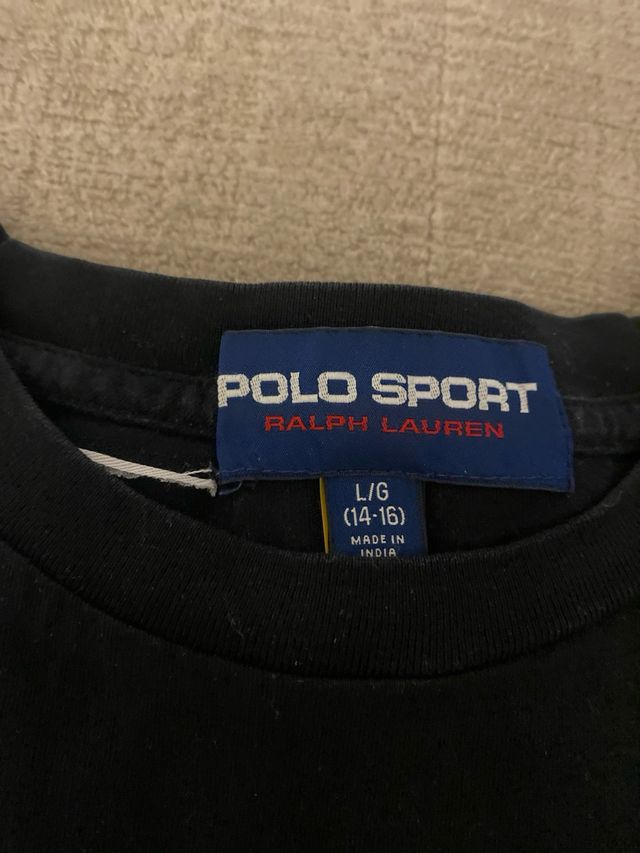 POLO SPORT
RALPH LAUREN
L/G
(14-16)
MADE IN
INDIA